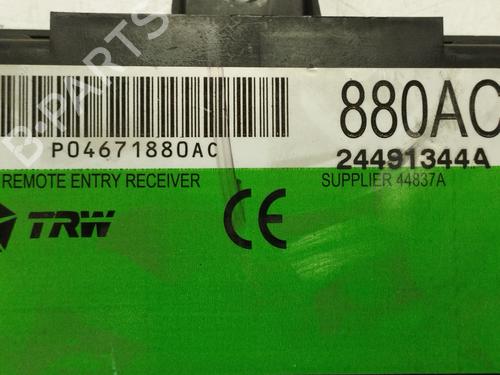 880AC
P04671880AC
24491344A
REMOTE ENTRY RECEIVER
SUPPLIER 44837A
TRW
CE
B-PARTS